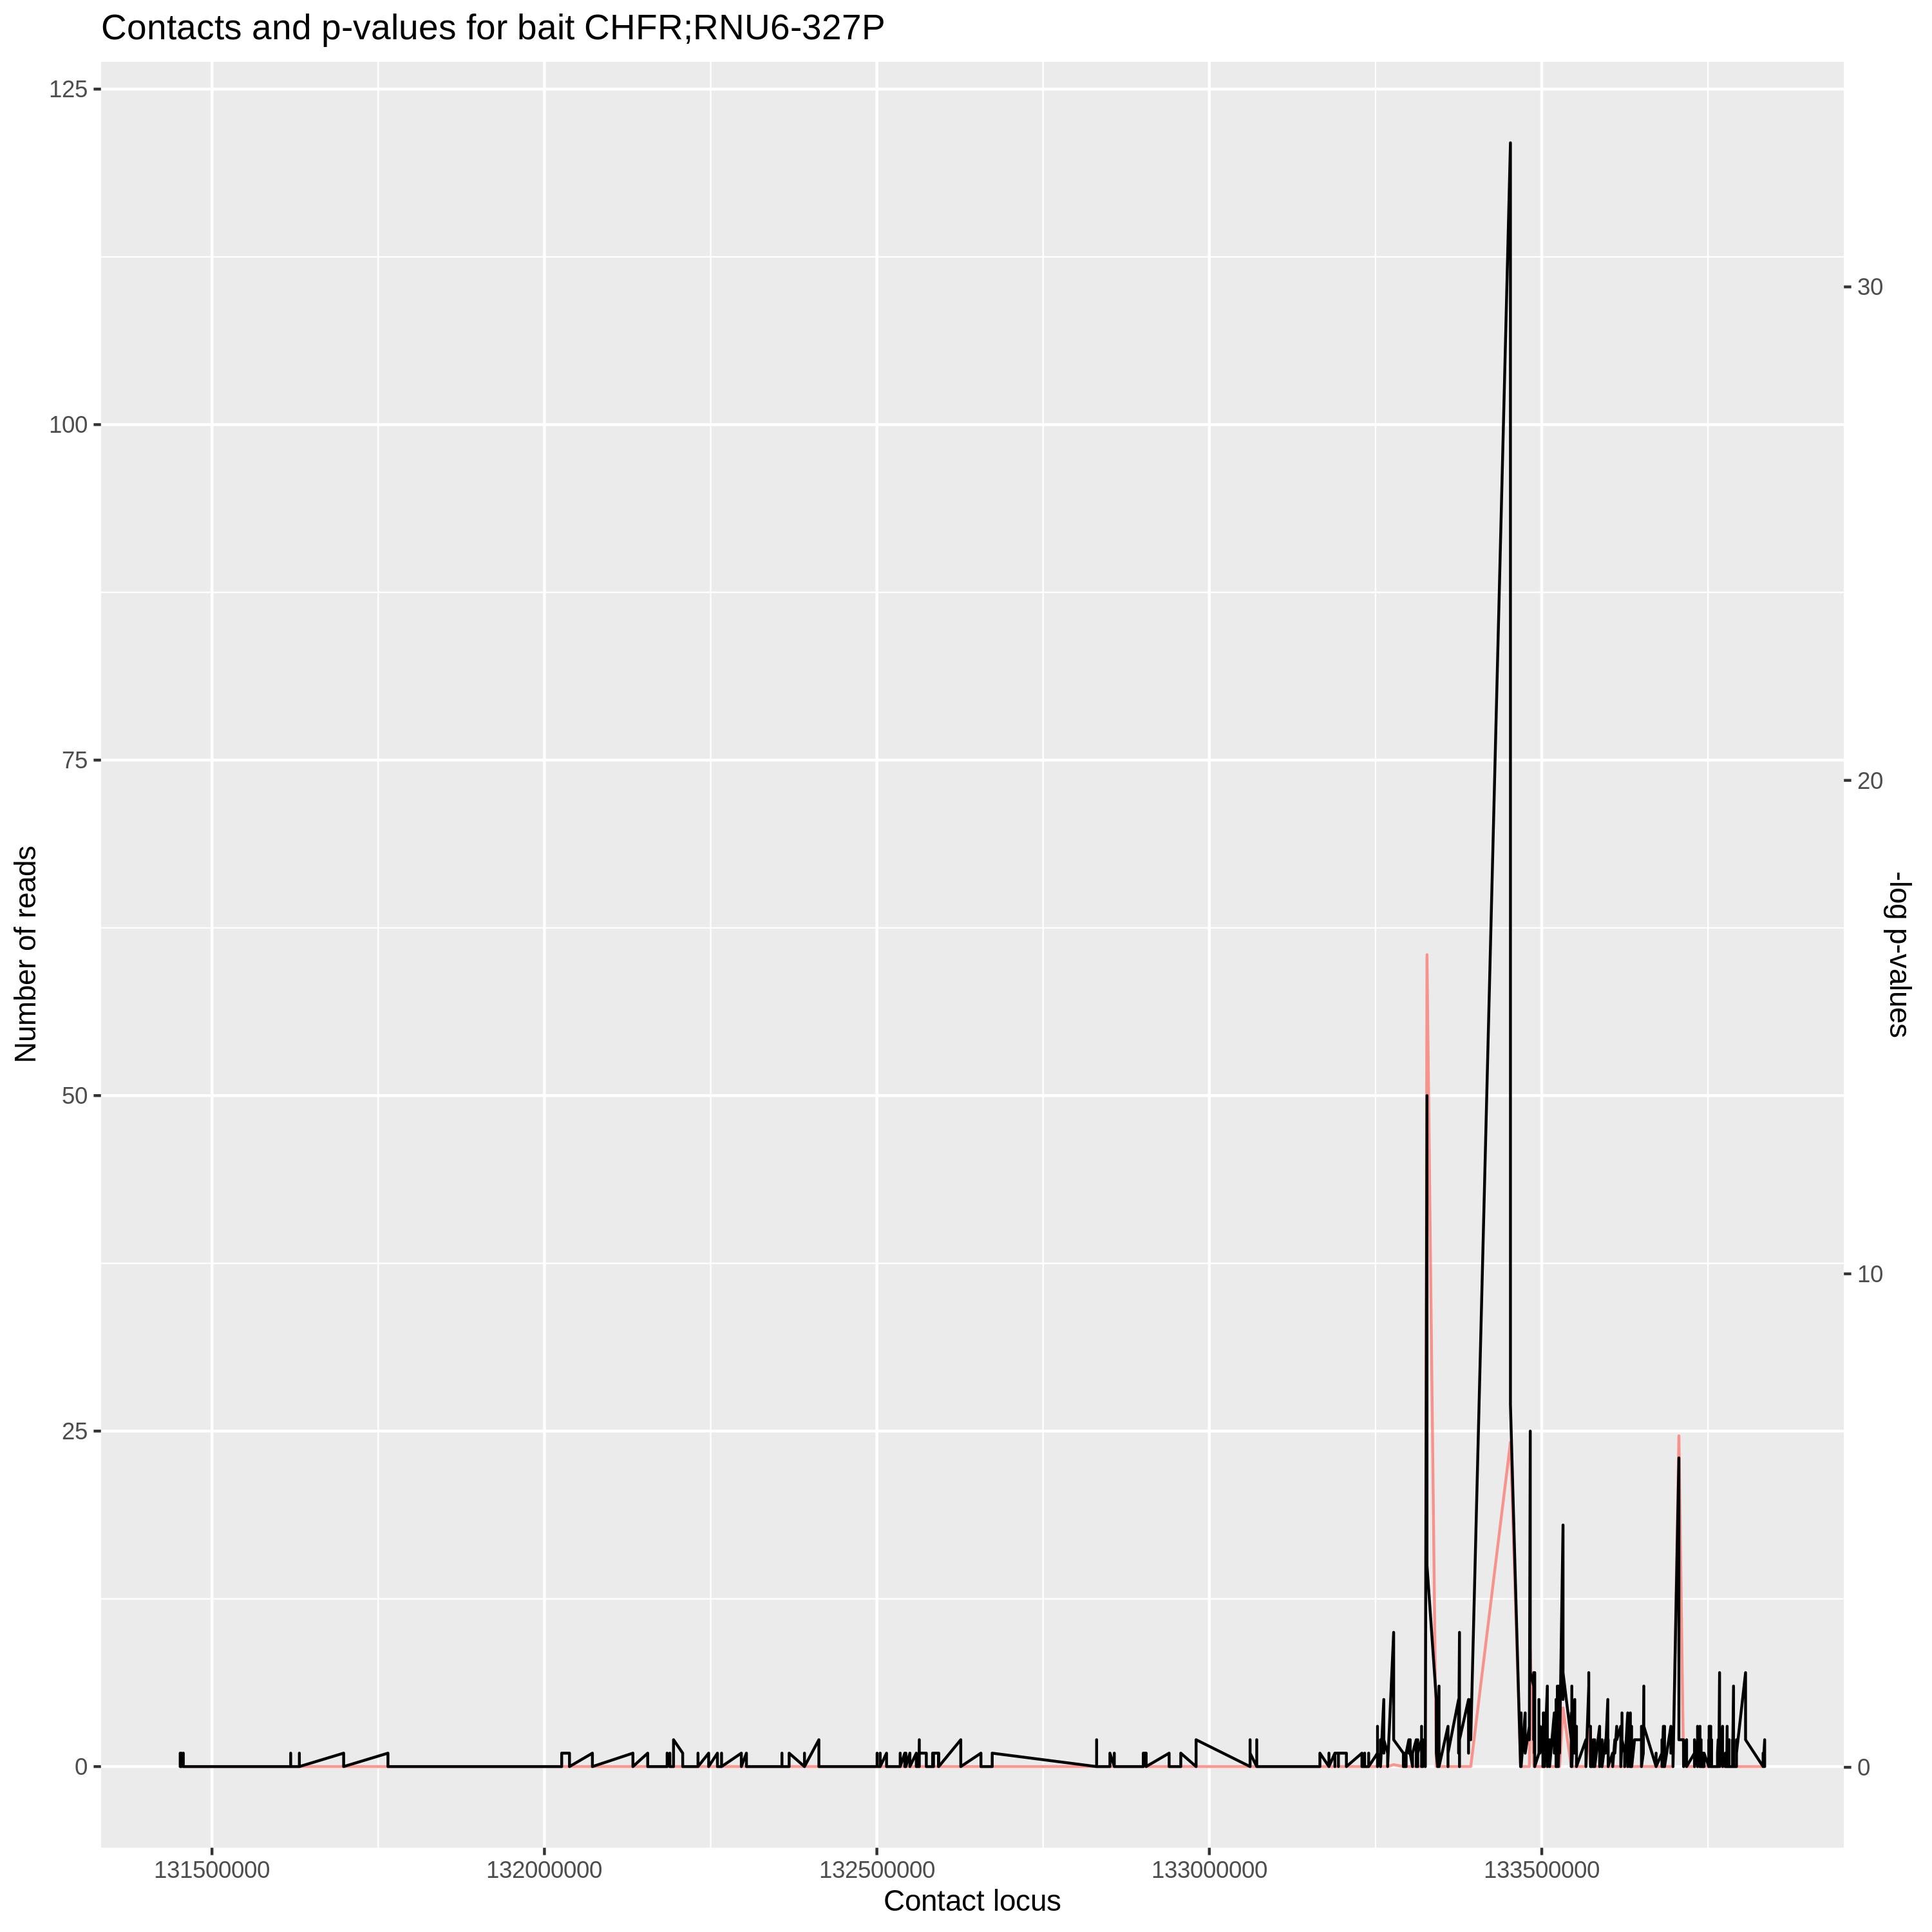 Contacts and p-values for bait CHFR;RNU6-327P
125
100
75
50
25
0
Number of reads
30
20
10
0
-log p-values
131500000 132000000 132500000 133000000 133500000
Contact locus